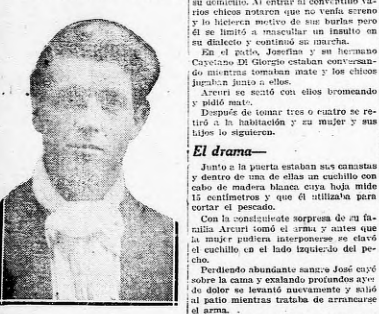 su domicilio. Al entrar al conventillo va-
rios chicos notaron que no venía sereno
y lo hicieron motivo de sus burlas pero
él se limitó a mascullar un insulto en
su dialecto y continuó su marcha.
En el patio, Josefina y su hermano
Cayetano Di Giorgio estaban conversan-
do mientras tomaban mate y los chicos
jugaban junto a ellos.
Arcuri se sentó con ellos bromeando
y pidió mate.
Después de tomar tres o cuatro se re-
tiró a la habitación y su mujer y sus
hijos lo siguieron.
El drama—
Junto a la puerta estaban sus canastas
y dentro de una de ellas un cuchillo con
cabo de madera blanca cuya hoja mide
15 centímetros y que él utilizaba para
cortar el pescado.
Con la consiguiente sorpresa de su fa-
milia Arcuri tomó el arma y antes que
la mujer pudiera interponerse se clavó
el cuchillo en el lado izquierdo del pe-
cho.
Perdiendo abundante sangre José cayó
sobre la cama y exalando profundos ayes
de dolor se levantó nuevamente y salió
al patio mientras trataba de arrancarse
el arma.